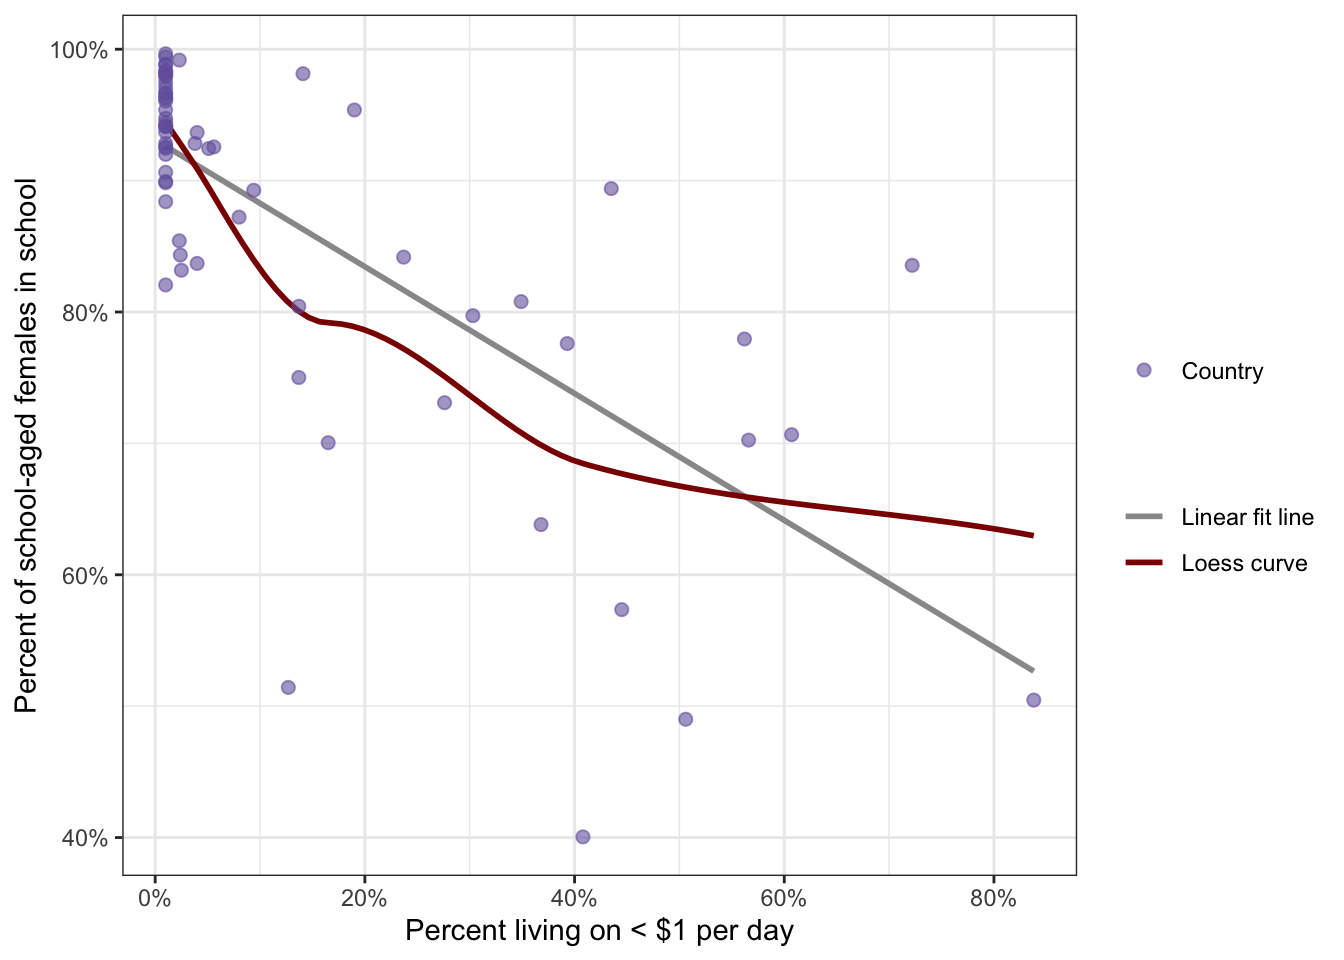 Percent of school-aged females in school
100%
80%
60%
40%
0% 20% 40% 60% 80%
Percent living on < $1 per day
Country
Linear fit line
Loess curve